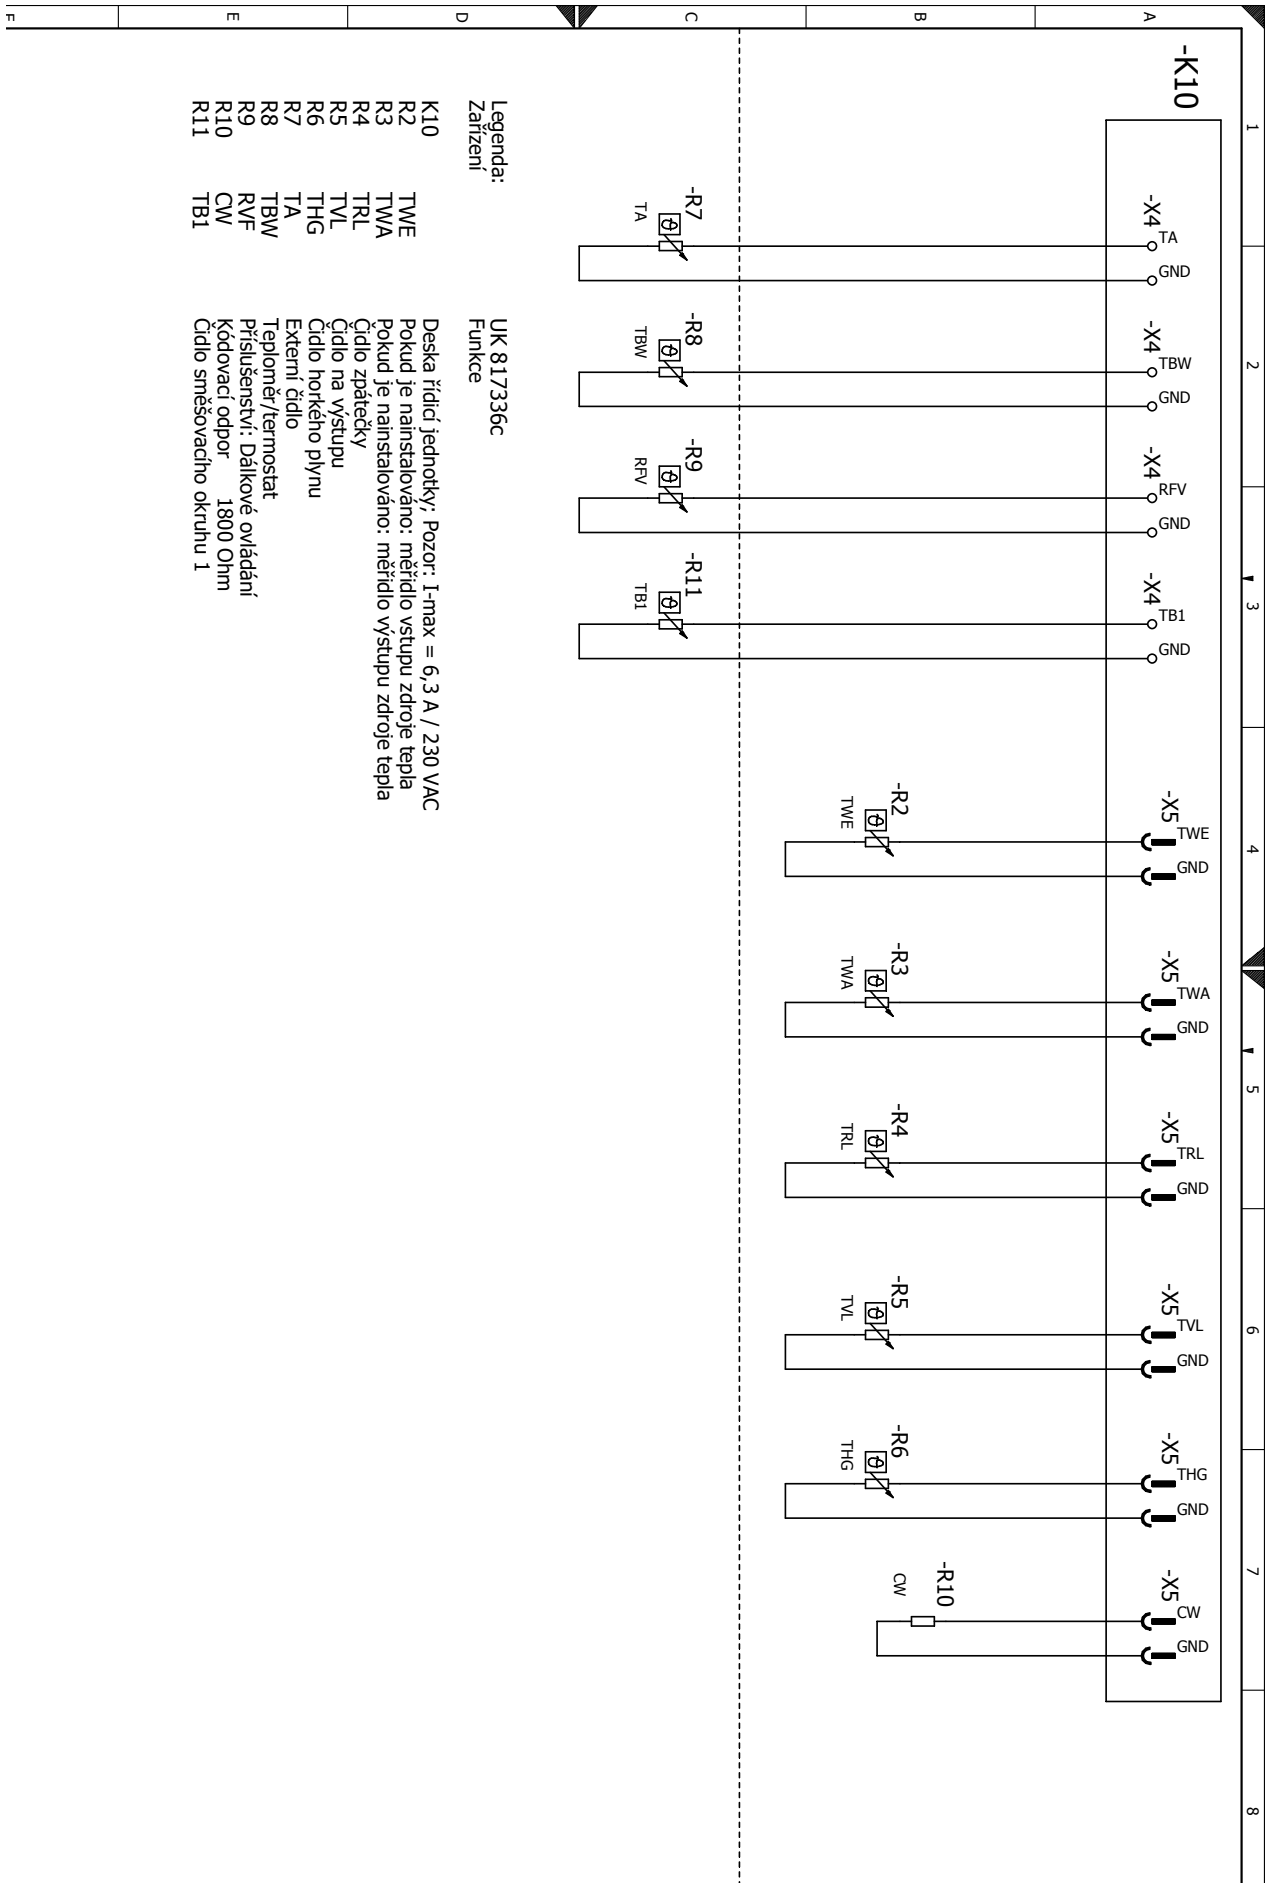 1 2 3 4 5 6 7 8
A
-K10
-X4 -X4 -X4 -X4 -X5 -X5 -X5 -X5 -X5 -X5
TA GND TBW GND RFV GND TB1 GND TWE GND TWA GND TRL GND TVL GND THG GND CW GND
B
-R10
CW
-R2 -R3 -R4 -R5 -R6
TWE TWA TRL TVL THG
C
-R7 -R8 -R9 -R11
TA TBW RFV TB1
D
Legenda: UK 817336c
Zařízení Funkce
K10 Deska řídicí jednotky; Pozor: I-max = 6,3 A / 230 VAC
R2 TWE Pokud je nainstalováno: měřidlo vstupu zdroje tepla
R3 TWA Pokud je nainstalováno: měřidlo výstupu zdroje tepla
R4 TRL Čidlo zpátečky
R5 TVL Čidlo na výstupu
R6 THG Čidlo horkého plynu
R7 TA Externí čidlo
R8 TBW Teploměr/termostat
R9 RVF Příslušenství: Dálkové ovládání
R10 CW Kódovací odpor 1800 Ohm
R11 TB1 Čidlo směšovacího okruhu 1
E
F